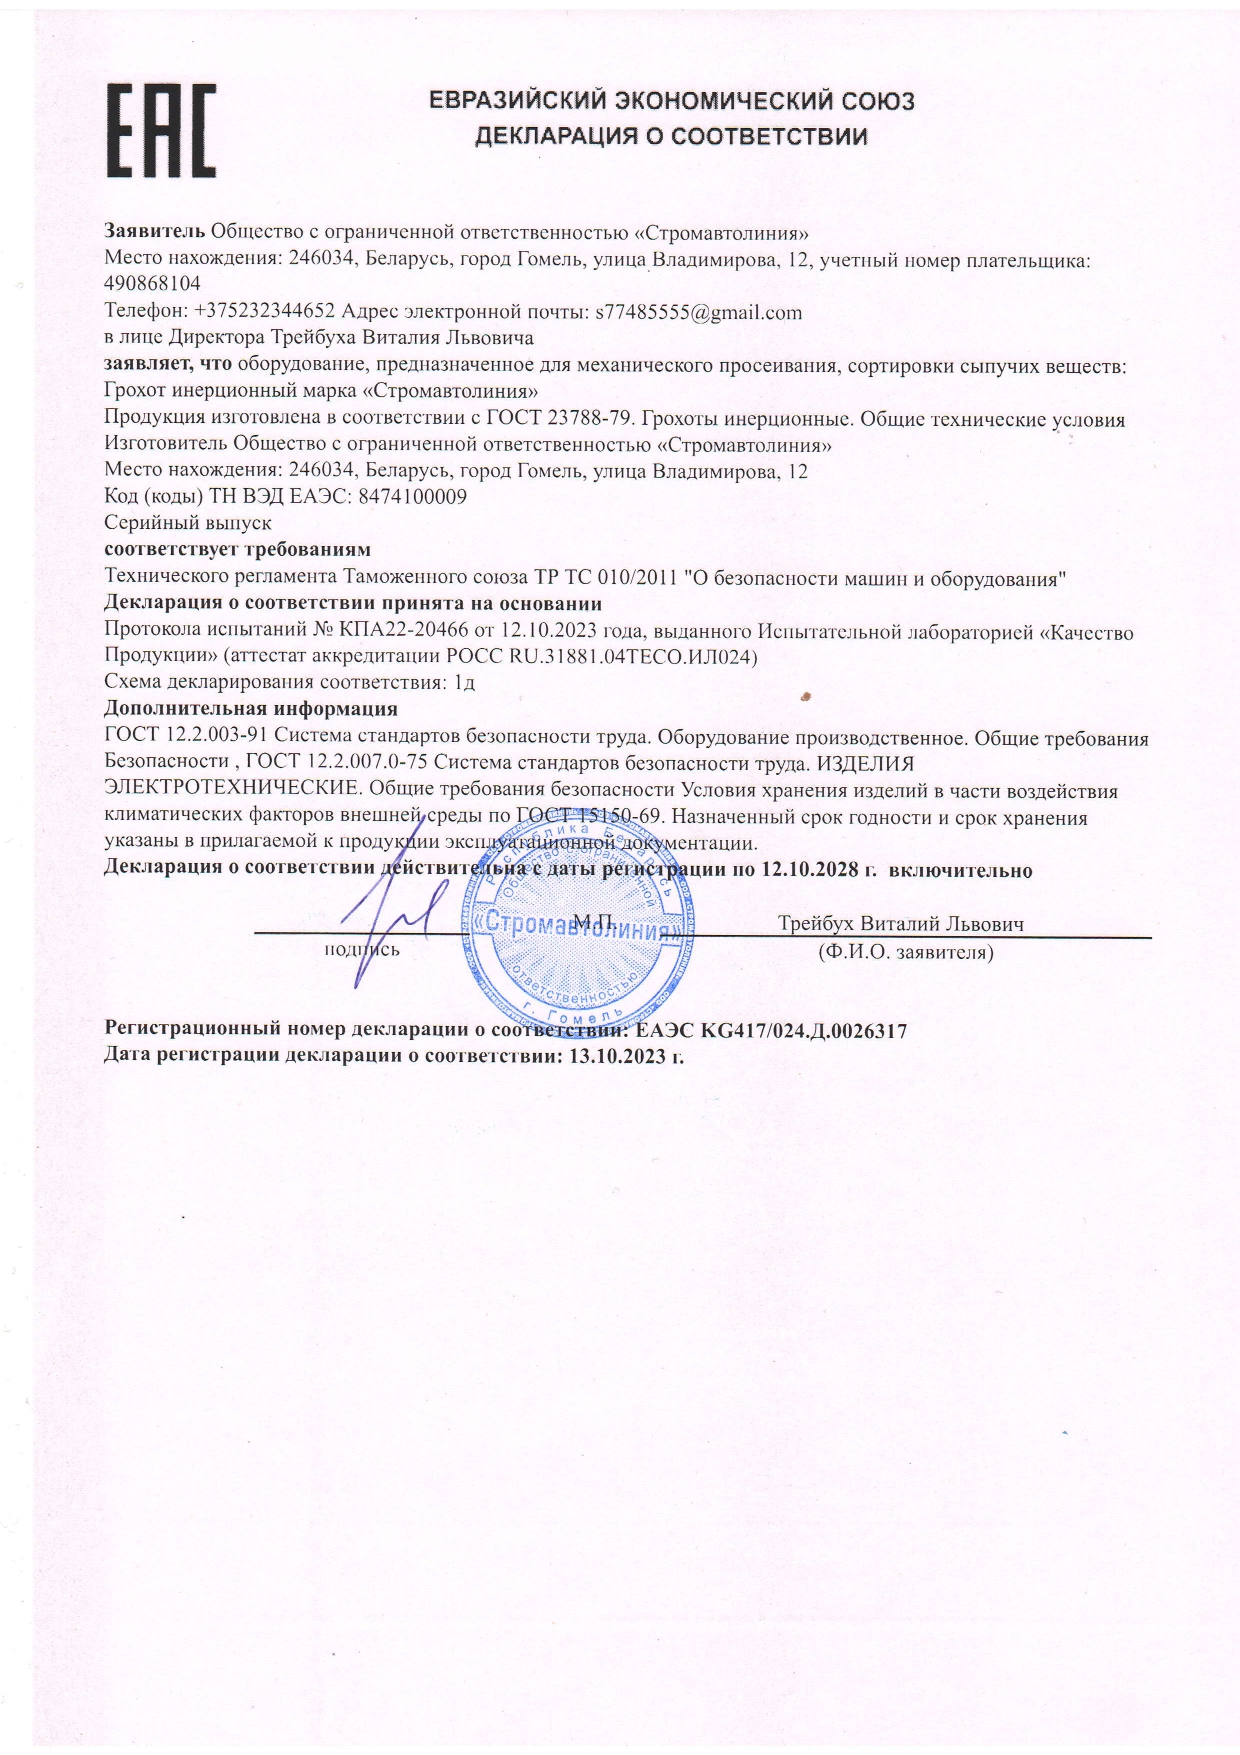 ЕАС
ЕВРАЗИЙСКИЙ ЭКОНОМИЧЕСКИЙ СОЮЗ
ДЕКЛАРАЦИЯ О СООТВЕТСТВИИ
Заявитель Общество с ограниченной ответственностью «Стромавтолиния»
Место нахождения: 246034, Беларусь, город Гомель, улица Владимирова, 12, учетный номер плательщика:
490868104
Телефон: +375232344652 Адрес электронной почты: s77485555@gmail.com
в лице Директора Трейбуха Виталия Львовича
заявляет, что оборудование, предназначенное для механического просеивания, сортировки сыпучих веществ:
Грохот инерционный марка «Стромавтолиния»
Продукция изготовлена в соответствии с ГОСТ 23788-79. Грохоты инерционные. Общие технические условия
Изготовитель Общество с ограниченной ответственностью «Стромавтолиния»
Место нахождения: 246034, Беларусь, город Гомель, улица Владимирова, 12
Код (коды) ТН ВЭД ЕАЭС: 8474100009
Серийный выпуск
соответствует требованиям
Технического регламента Таможенного союза ТР ТС 010/2011 "О безопасности машин и оборудования"
Декларация о соответствии принята на основании
Протокола испытаний № КПА22-20466 от 12.10.2023 года, выданного Испытательной лабораторией «Качество
Продукции» (аттестат аккредитации РОСС RU.31881.04ТЕСО.ИЛ024)
Схема декларирования соответствия: 1д
Дополнительная информация
ГОСТ 12.2.003-91 Система стандартов безопасности труда. Оборудование производственное. Общие требования
Безопасности , ГОСТ 12.2.007.0-75 Система стандартов безопасности труда. ИЗДЕЛИЯ
ЭЛЕКТРОТЕХНИЧЕСКИЕ. Общие требования безопасности Условия хранения изделий в части воздействия
климатических факторов внешней среды по ГОСТ 15150-69. Назначенный срок годности и срок хранения
указаны в прилагаемой к продукции эксплуатационной документации.
Декларация о соответствии действительна с даты регистрации по 12.10.2028 г. включительно
Республика Беларусь
Общество с ограниченной
«Стромавтолиния»
ответственностью
г. Гомель
М.П.
Трейбух Виталий Львович
подпись
(Ф.И.О. заявителя)
Регистрационный номер декларации о соответствии: ЕАЭС KG417/024.Д.0026317
Дата регистрации декларации о соответствии: 13.10.2023 г.